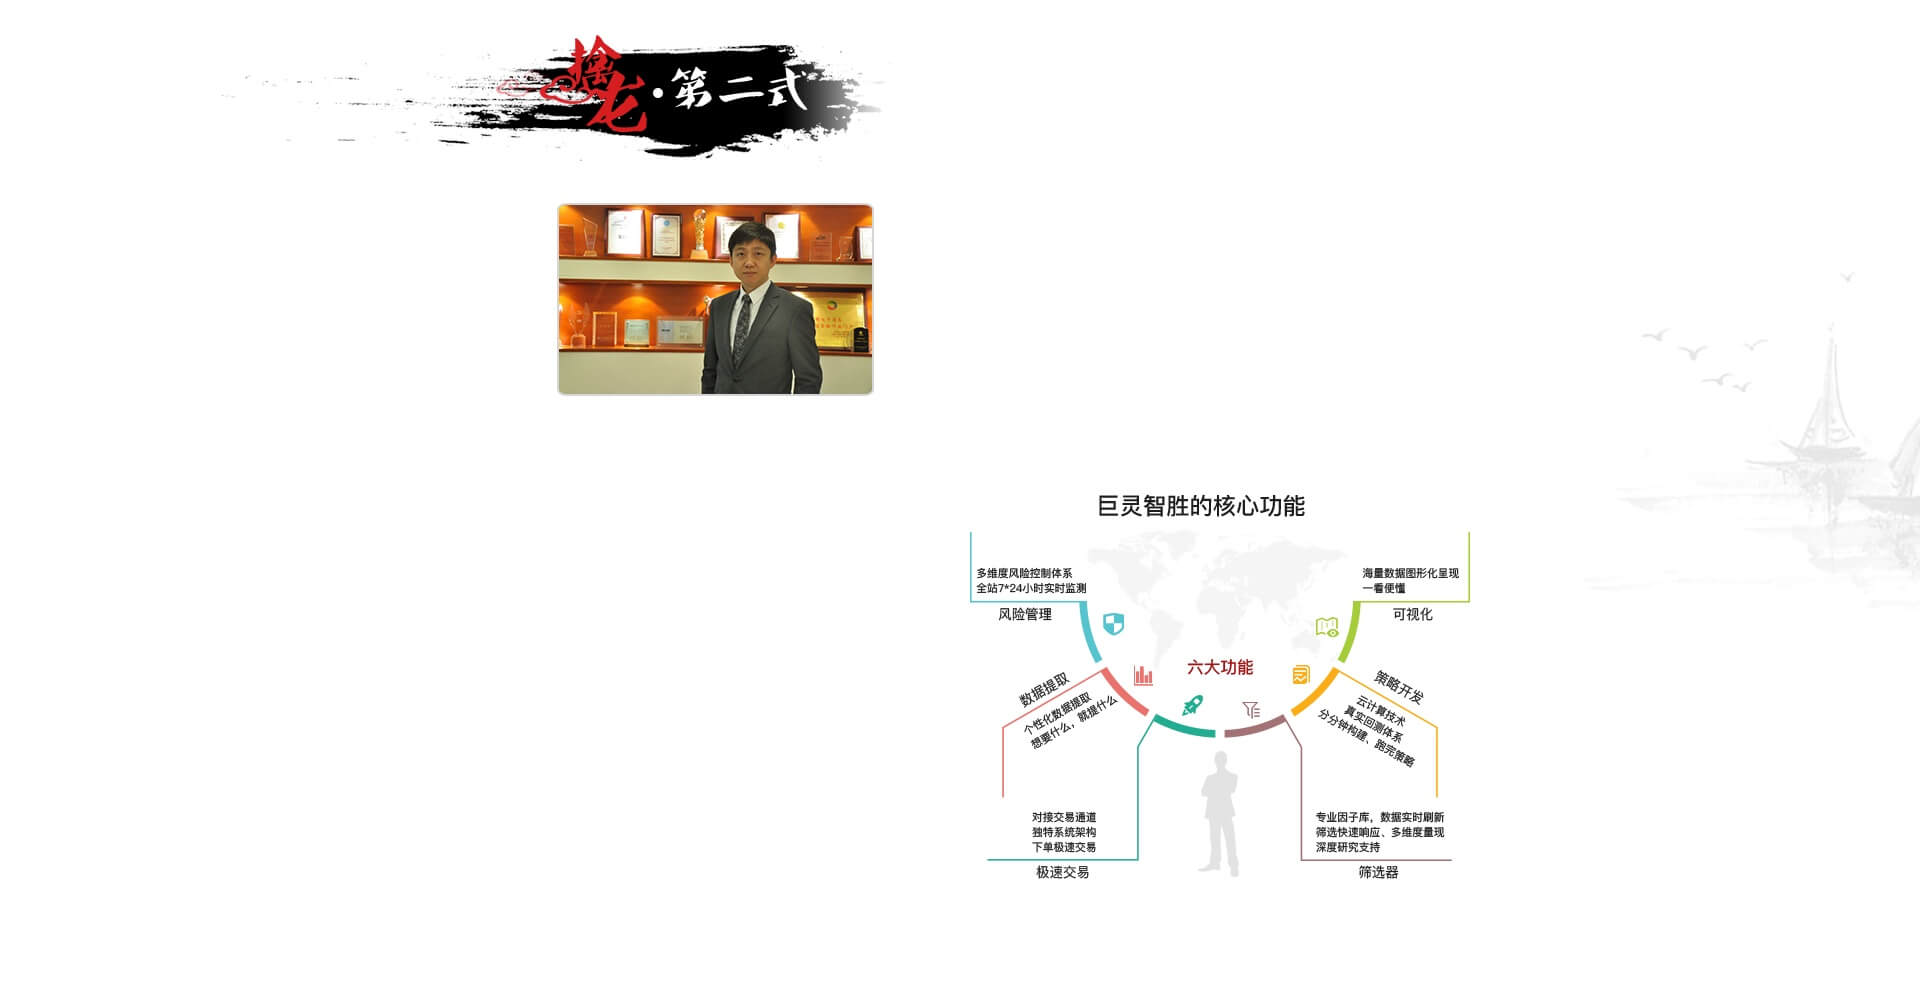 擒龙·第二式
巨灵智胜的核心功能
多维度风险控制体系
全站7*24小时实时监测
风险管理
海量数据图形化呈现
一看便懂
可视化
六大功能
数据提取
个性化数据提取
想要什么，就提什么
策略开发
云计算技术
真实回测体系
分分钟构建、跑完策略
对接交易通道
独特系统架构
下单极速交易
极速交易
专业因子库，数据实时刷新
筛选快速响应、多维度量现
深度研究支持
筛选器